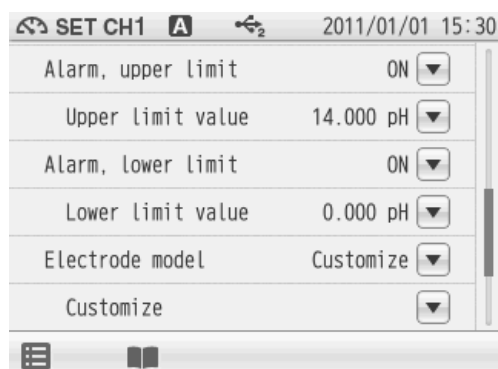 SET CH1 A 2 2011/01/01 15:30
Alarm, upper limit ON
Upper limit value 14.000 pH
Alarm, lower limit ON
Lower limit value 0.000 pH
Electrode model Customize
Customize